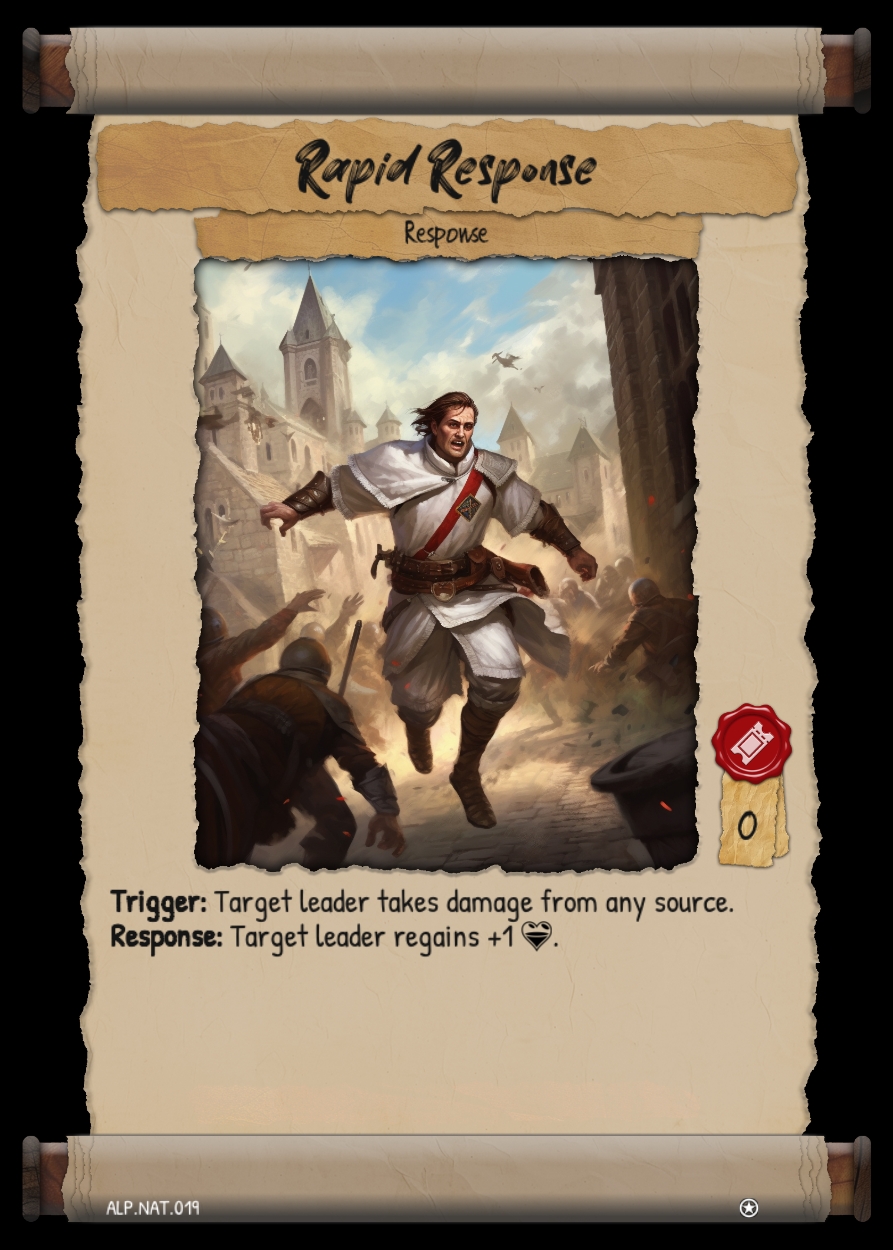 Rapid Response
Response
0
Trigger: Target leader takes damage from any source.
Response: Target leader regains +1 .
ALP.NAT.019